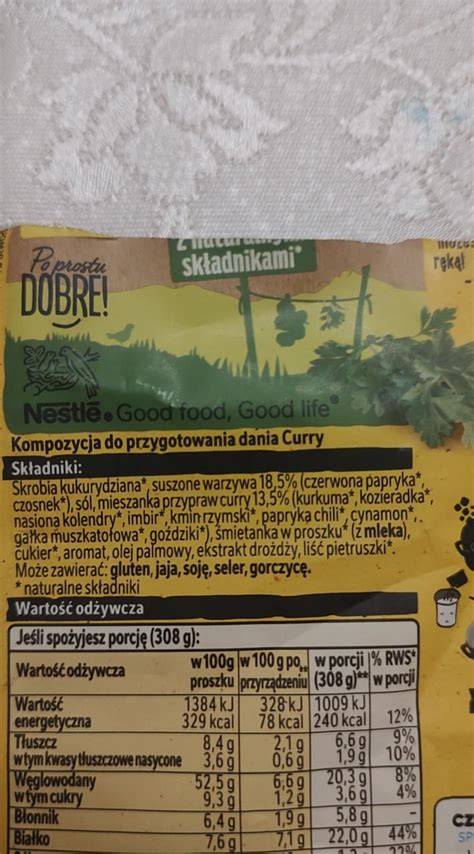 składnikami*
ręką!
Po prostu
DOBRE!
Nestlé. Good food, Good life®
Kompozycja do przygotowania dania Curry
Składniki:
Skrobia kukurydziana*, suszone warzywa 18,5% (czerwona papryka*,
czosnek*), sól, mieszanka przypraw curry 13,5% (kurkuma*, kozieradka*,
nasiona kolendry*, imbir*, kmin rzymski*, papryka chili*, cynamon*,
gałka muszkatołowa*, goździki*), śmietanka w proszku* (z mleka),
cukier*, aromat, olej palmowy, ekstrakt drożdży, liść pietruszki*.
Może zawierać: gluten, jaja, soję, seler, gorczycę.
* naturalne składniki
Wartość odżywcza
Jeśli spożyjesz porcję (308 g):
Wartość odżywcza w 100g proszku w 100 g po przyrządzeniu** w porcji (308 g)** % RWS* w porcji
Wartość 1384 kJ 328 kJ 1009 kJ
energetyczna 329 kcal 78 kcal 240 kcal 12%
Tłuszcz 8,4 g 2,1 g 6,6 g 9%
w tym kwasy tłuszczowe nasycone 3,6 g 0,6 g 1,9 g 10%
Węglowodany 52,5 g 6,6 g 20,3 g 8%
w tym cukry 9,3 g 1,2 g 3,6 g 4%
Błonnik 6,4 g 1,9 g 5,8 g -
Białko 7,6 g 7,1 g 22,0 g 44%
CZ
SP